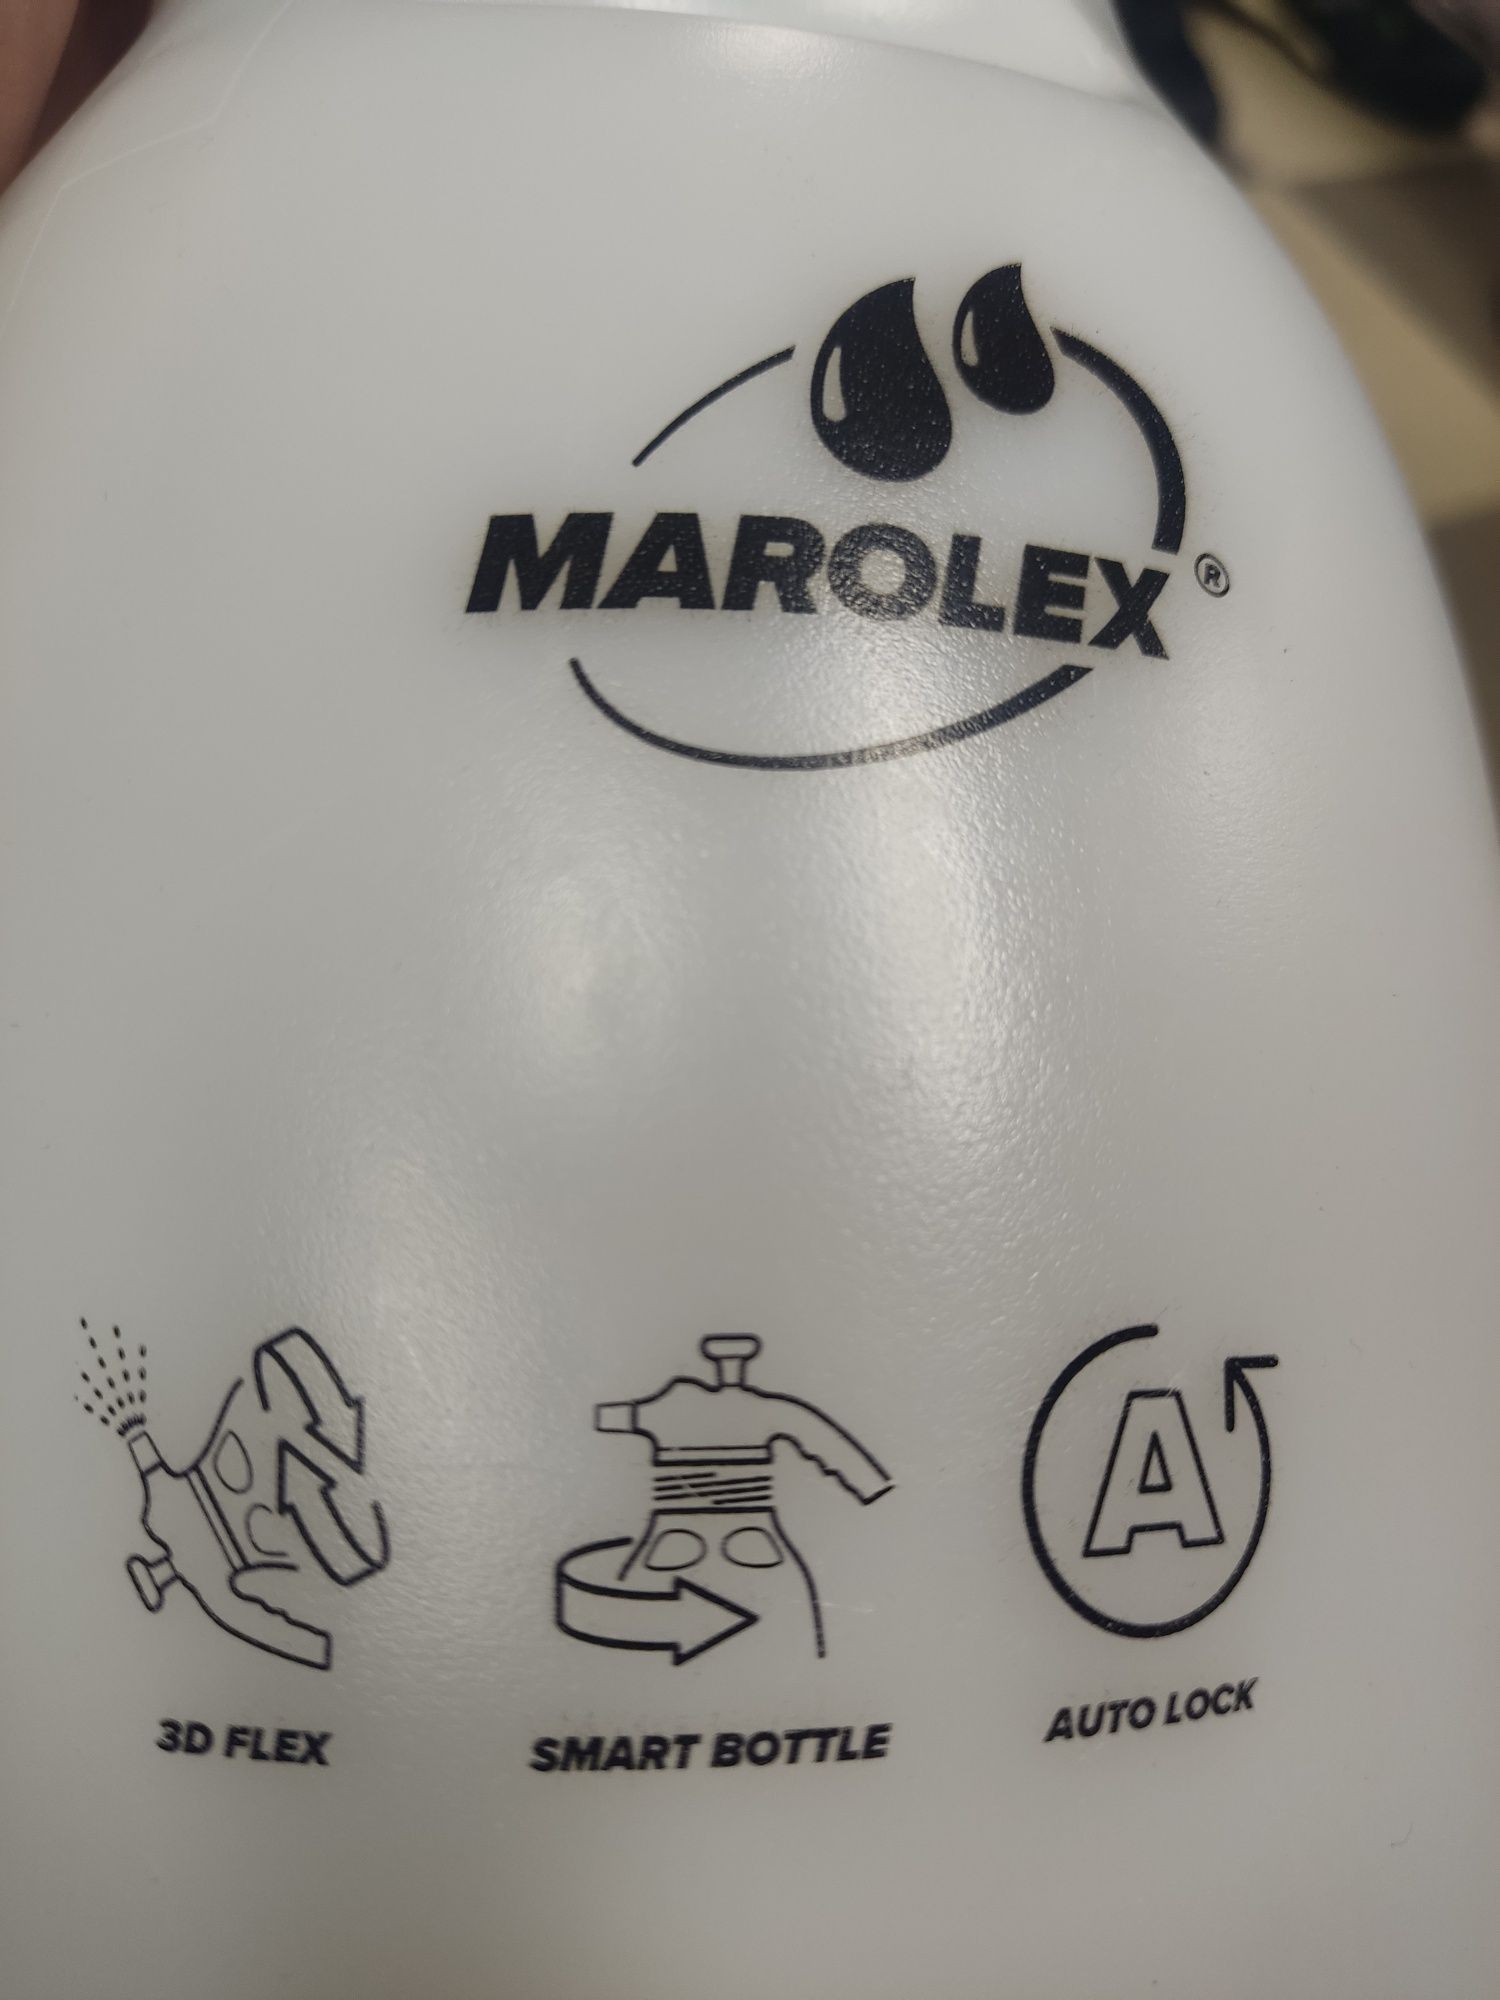 MAROLEX®
3D FLEX
SMART BOTTLE
A
AUTO LOCK